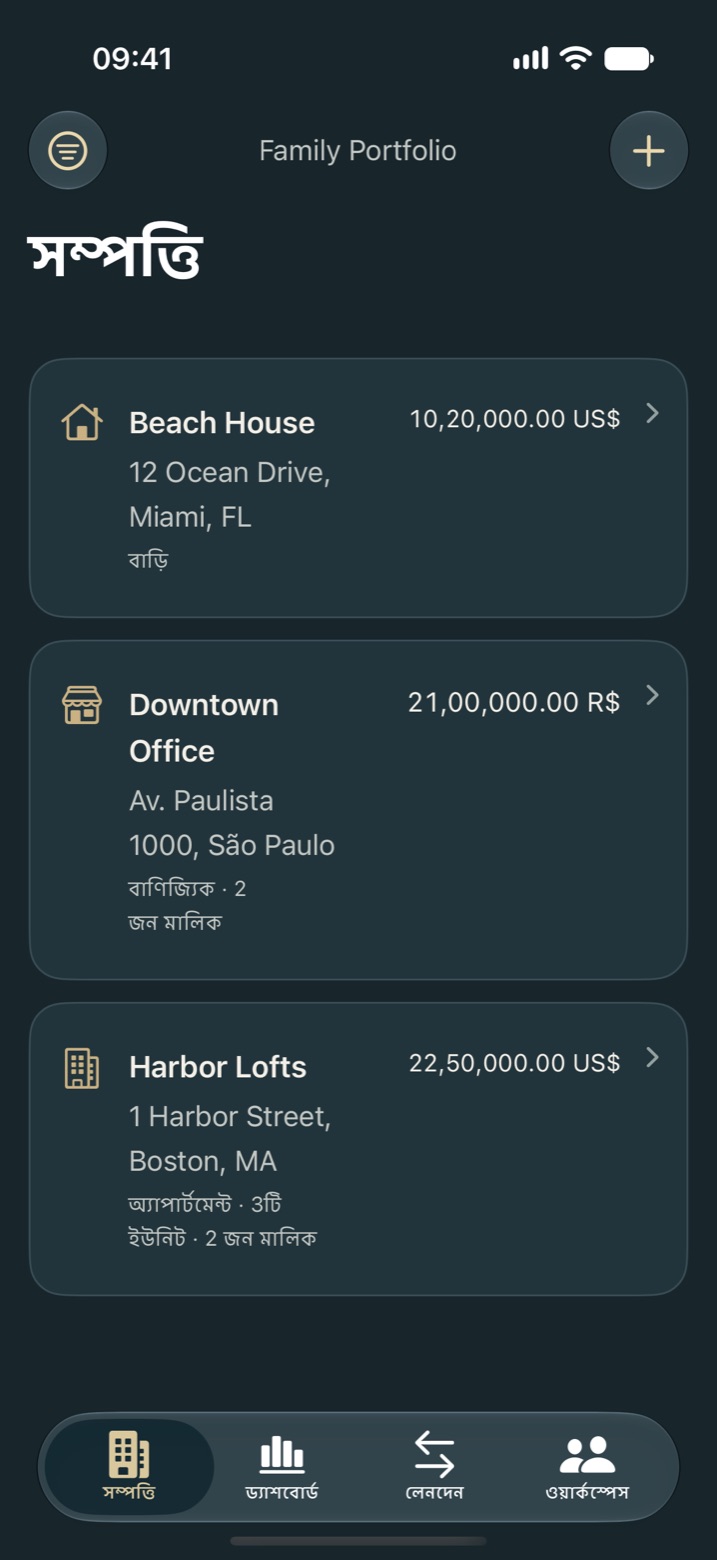 09:41
Family Portfolio
সম্পত্তি
Beach House
10,20,000.00 US$
12 Ocean Drive,
Miami, FL
বাড়ি
Downtown
Office
21,00,000.00 R$
Av. Paulista
1000, São Paulo
বাণিজ্যিক · 2
জন মালিক
Harbor Lofts
22,50,000.00 US$
1 Harbor Street,
Boston, MA
অ্যাপার্টমেন্ট · 3টি
ইউনিট · 2 জন মালিক
সম্পত্তি
ড্যাশবোর্ড
লেনদেন
ওয়ার্কস্পেস